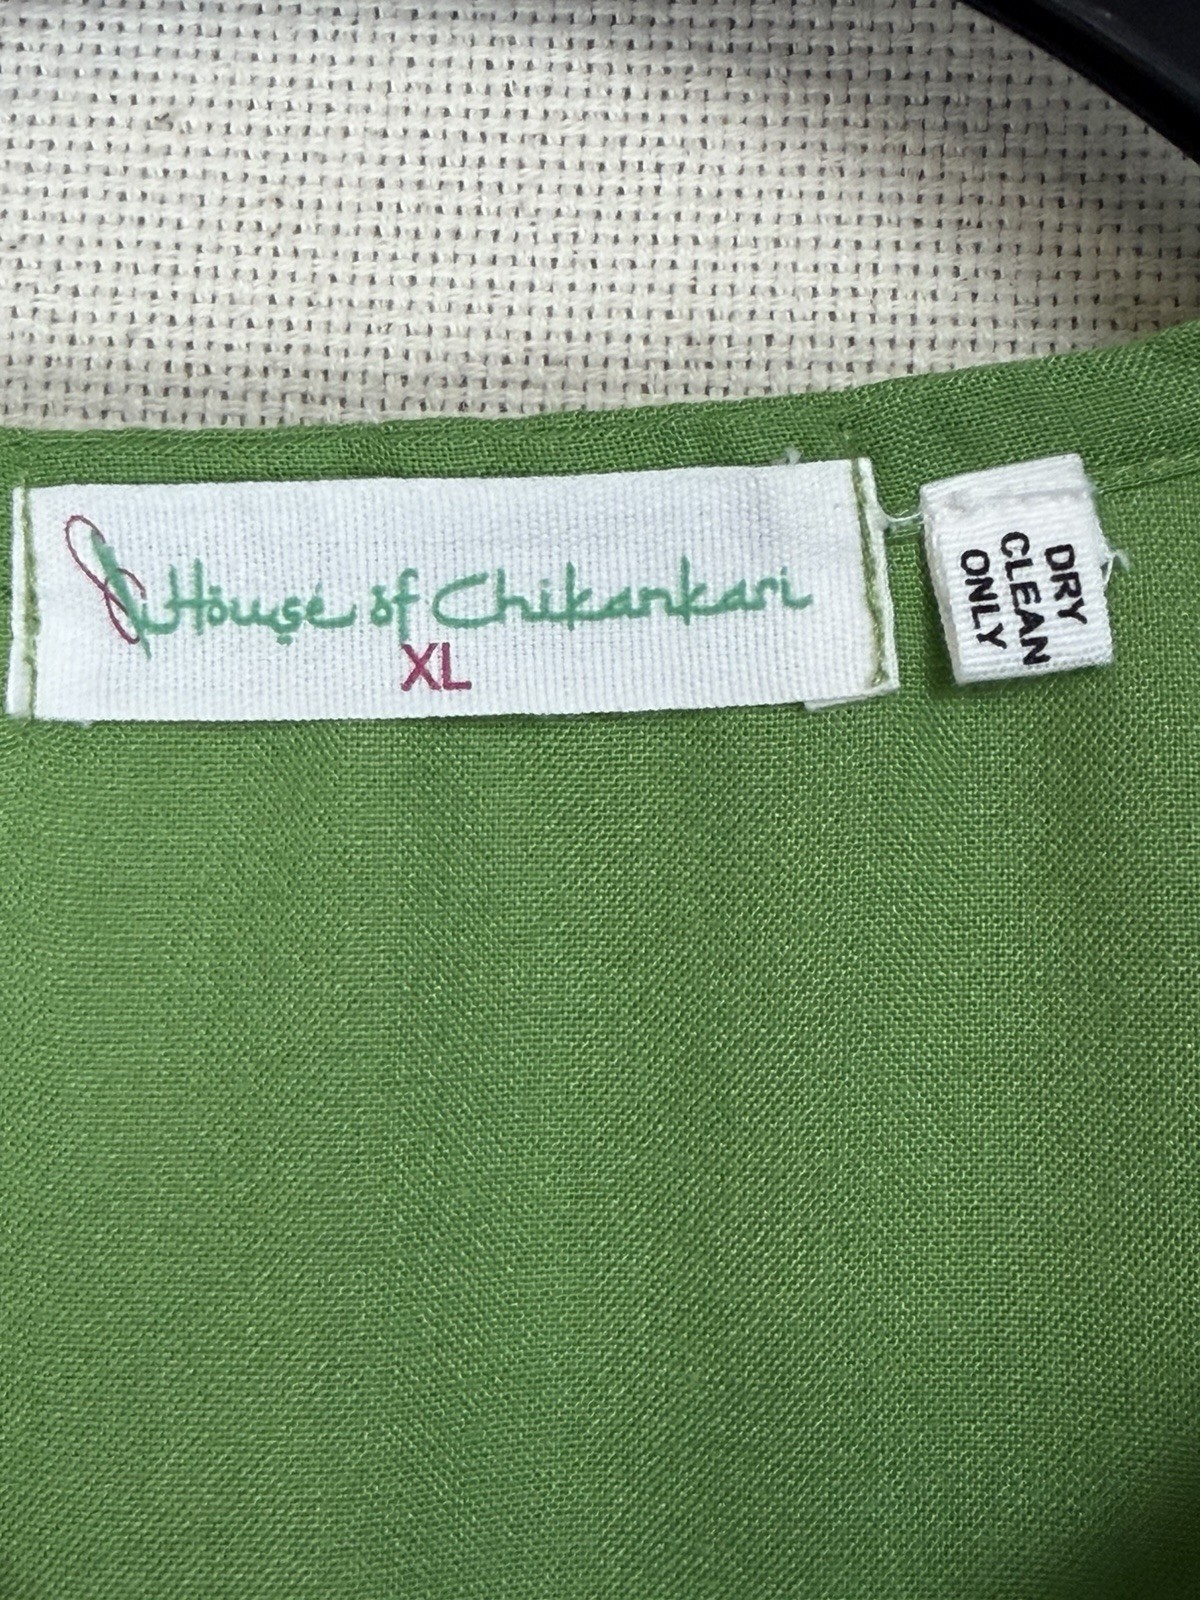 House of Chikankari
XL
DRY
CLEAN
ONLY